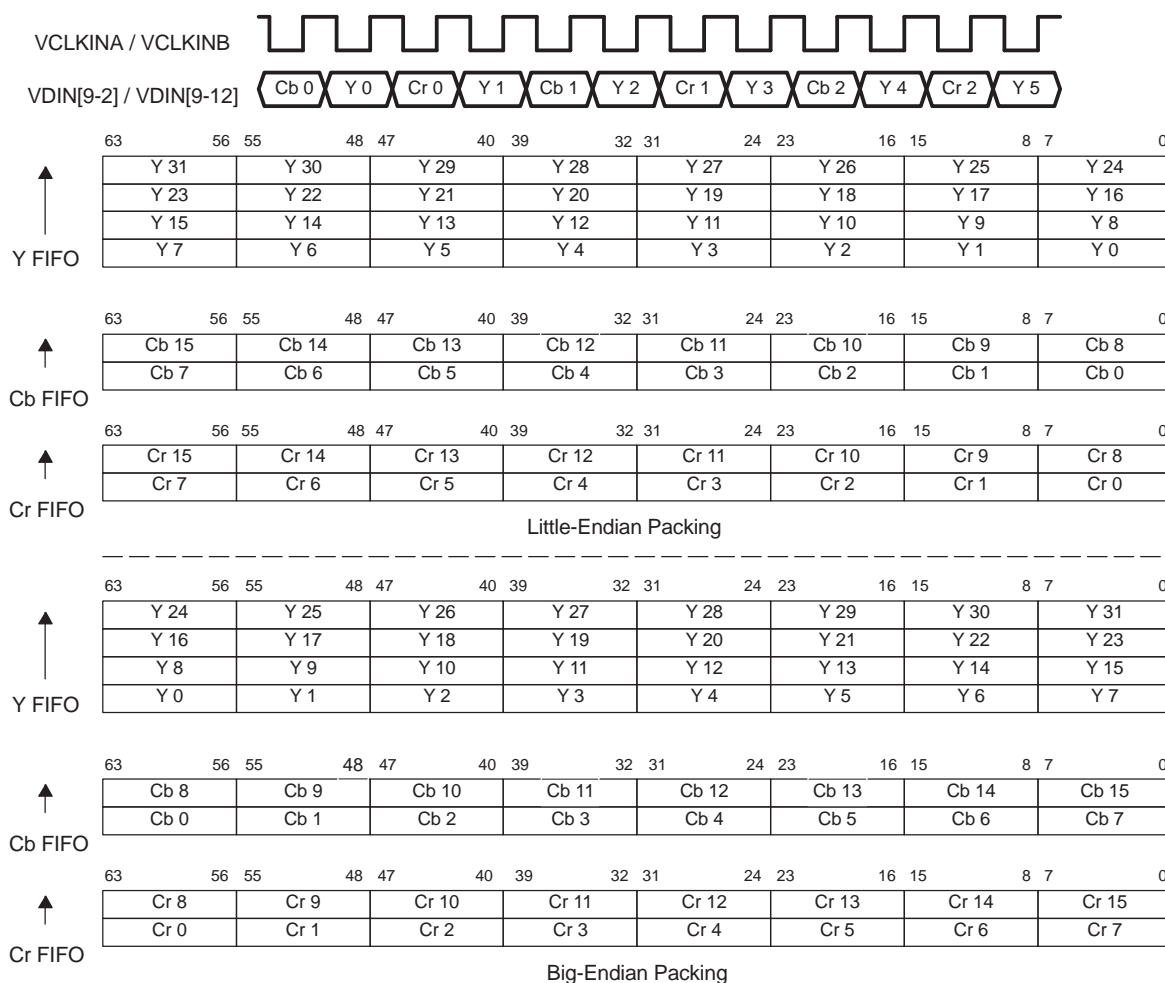 VCLKINA / VCLKINB
VDIN[9-2] / VDIN[9-12] Cb 0 Y 0 Cr 0 Y 1 Cb 1 Y 2 Cr 1 Y 3 Cb 2 Y 4 Cr 2 Y 5
63 56 55 48 47 40 39 32 31 24 23 16 15 8 7 0
Y 31 Y 30 Y 29 Y 28 Y 27 Y 26 Y 25 Y 24
Y 23 Y 22 Y 21 Y 20 Y 19 Y 18 Y 17 Y 16
Y 15 Y 14 Y 13 Y 12 Y 11 Y 10 Y 9 Y 8
Y 7 Y 6 Y 5 Y 4 Y 3 Y 2 Y 1 Y 0
Y FIFO
63 56 55 48 47 40 39 32 31 24 23 16 15 8 7 0
Cb 15 Cb 14 Cb 13 Cb 12 Cb 11 Cb 10 Cb 9 Cb 8
Cb 7 Cb 6 Cb 5 Cb 4 Cb 3 Cb 2 Cb 1 Cb 0
Cb FIFO
63 56 55 48 47 40 39 32 31 24 23 16 15 8 7 0
Cr 15 Cr 14 Cr 13 Cr 12 Cr 11 Cr 10 Cr 9 Cr 8
Cr 7 Cr 6 Cr 5 Cr 4 Cr 3 Cr 2 Cr 1 Cr 0
Cr FIFO
Little-Endian Packing
63 56 55 48 47 40 39 32 31 24 23 16 15 8 7 0
Y 24 Y 25 Y 26 Y 27 Y 28 Y 29 Y 30 Y 31
Y 16 Y 17 Y 18 Y 19 Y 20 Y 21 Y 22 Y 23
Y 8 Y 9 Y 10 Y 11 Y 12 Y 13 Y 14 Y 15
Y 0 Y 1 Y 2 Y 3 Y 4 Y 5 Y 6 Y 7
Y FIFO
63 56 55 48 47 40 39 32 31 24 23 16 15 8 7 0
Cb 8 Cb 9 Cb 10 Cb 11 Cb 12 Cb 13 Cb 14 Cb 15
Cb 0 Cb 1 Cb 2 Cb 3 Cb 4 Cb 5 Cb 6 Cb 7
Cb FIFO
63 56 55 48 47 40 39 32 31 24 23 16 15 8 7 0
Cr 8 Cr 9 Cr 10 Cr 11 Cr 12 Cr 13 Cr 14 Cr 15
Cr 0 Cr 1 Cr 2 Cr 3 Cr 4 Cr 5 Cr 6 Cr 7
Cr FIFO
Big-Endian Packing